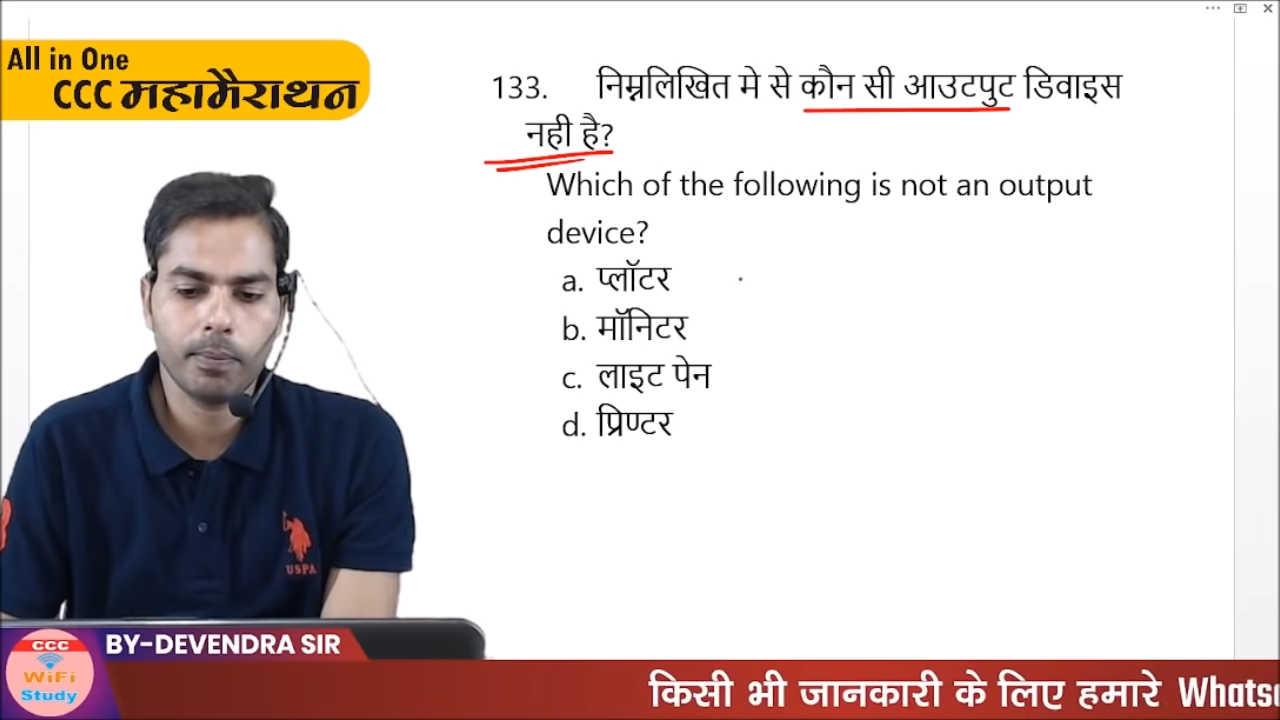 All in One
CCC महामैराथन
133. निम्नलिखित मे से कौन सी आउटपुट डिवाइस
नही है?
Which of the following is not an output
device?
a. प्लॉटर
b. मॉनिटर
c. लाइट पेन
d. प्रिण्टर
USPA
BY-DEVENDRA SIR
CCC
WiFi
Study
किसी भी जानकारी के लिए हमारे Whatsa